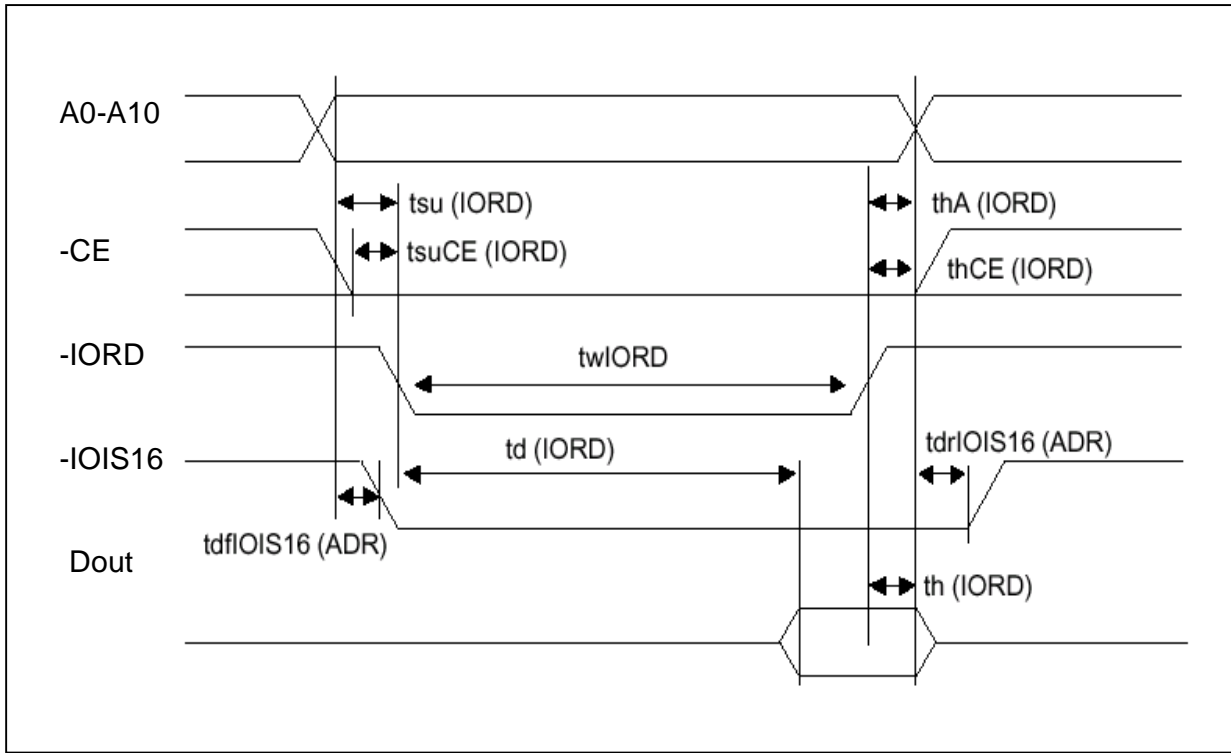 A0-A10
tsu (IORD)
thA (IORD)
-CE
tsuCE (IORD)
thCE (IORD)
-IORD
twIORD
-IOIS16
td (IORD)
tdrIOIS16 (ADR)
tdfIOIS16 (ADR)
Dout
th (IORD)